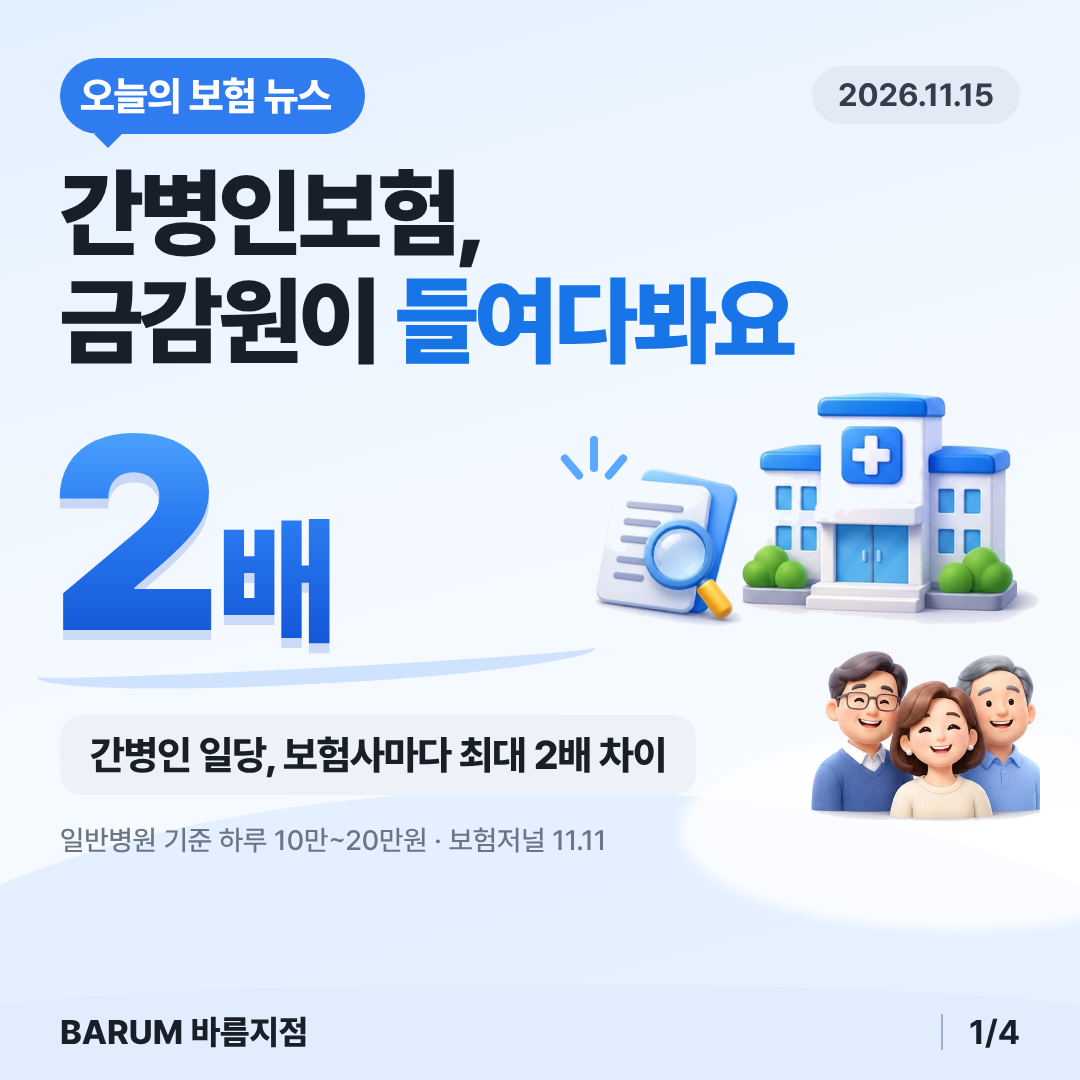 오늘의 보험 뉴스
2026.11.15
간병인보험,
금감원이 들여다봐요
2배
간병인 일당, 보험사마다 최대 2배 차이
일반병원 기준 하루 10만~20만원 · 보험저널 11.11
BARUM 바름지점
1/4